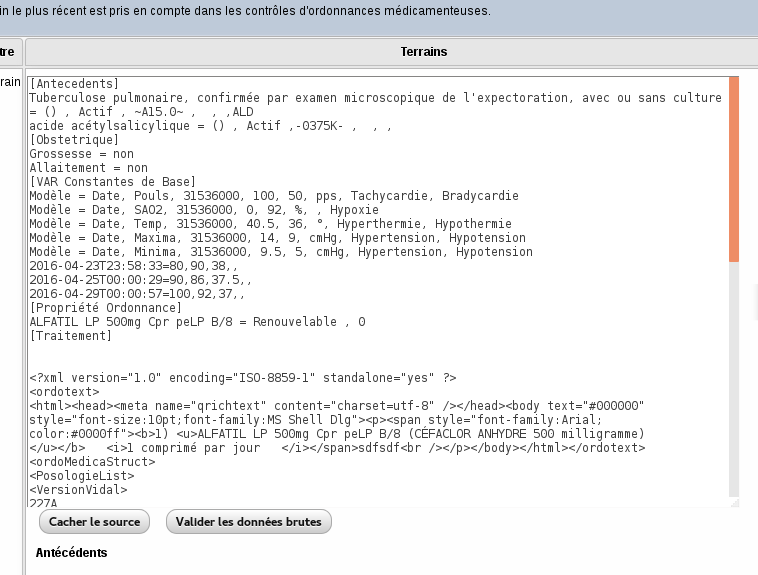 in le plus récent est pris en compte dans les contrôles d'ordonnances médicamenteuses.
tre
Terrains
rain
[Antecedents]
Tuberculose pulmonaire, confirmée par examen microscopique de l'expectoration, avec ou sans culture
= () , Actif , ~A15.0~ ,  , ,ALD
acide acétylsalicylique = () , Actif ,-0375K- ,  , ,
[Obstetrique]
Grossesse = non
Allaitement = non
[VAR Constantes de Base]
Modèle = Date, Pouls, 31536000, 100, 50, pps, Tachycardie, Bradycardie
Modèle = Date, SAO2, 31536000, 0, 92, %, , Hypoxie
Modèle = Date, Temp, 31536000, 40.5, 36, °, Hyperthermie, Hypothermie
Modèle = Date, Maxima, 31536000, 14, 9, cmHg, Hypertension, Hypotension
Modèle = Date, Minima, 31536000, 9.5, 5, cmHg, Hypertension, Hypotension
2016-04-23T23:58:33=80,90,38,,
2016-04-25T00:00:29=90,86,37.5,,
2016-04-29T00:00:57=100,92,37,,
[Propriété Ordonnance]
ALFATIL LP 500mg Cpr peLP B/8 = Renouvelable , 0
[Traitement]
<?xml version="1.0" encoding="ISO-8859-1" standalone="yes" ?>
<ordotext>
<html><head><meta name="qrichtext" content="charset=utf-8" /></head><body text="#000000"
style="font-size:10pt;font-family:MS Shell Dlg"><p><span style="font-family:Arial;
color:#0000ff"><b>1) <u>ALFATIL LP 500mg Cpr peLP B/8 (CÉFACLOR ANHYDRE 500 milligramme)
</u></b>   <i>1 comprimé par jour   </i></span>sdfsdf<br /></p></body></html></ordotext>
<ordoMedicaStruct>
<PosologieList>
<VersionVidal>
227A
Cacher le source
Valider les données brutes
Antécédents